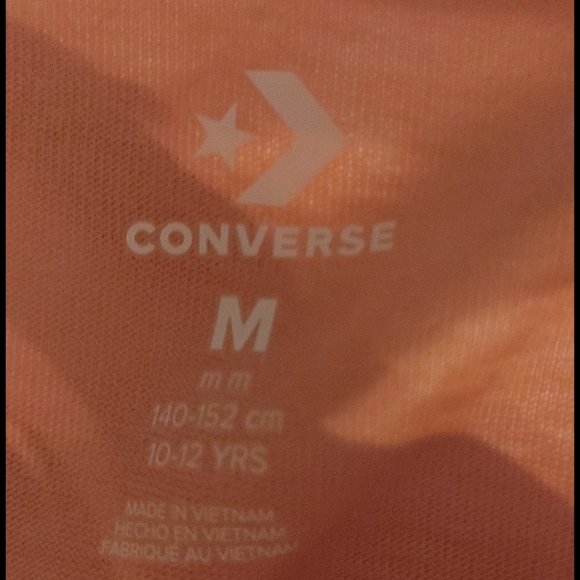 CONVERSE
M
m m
140-152 cm
10-12 YRS
MADE IN VIETNAM
HECHO EN VIETNAM
FABRIQUÉ AU VIETNAM